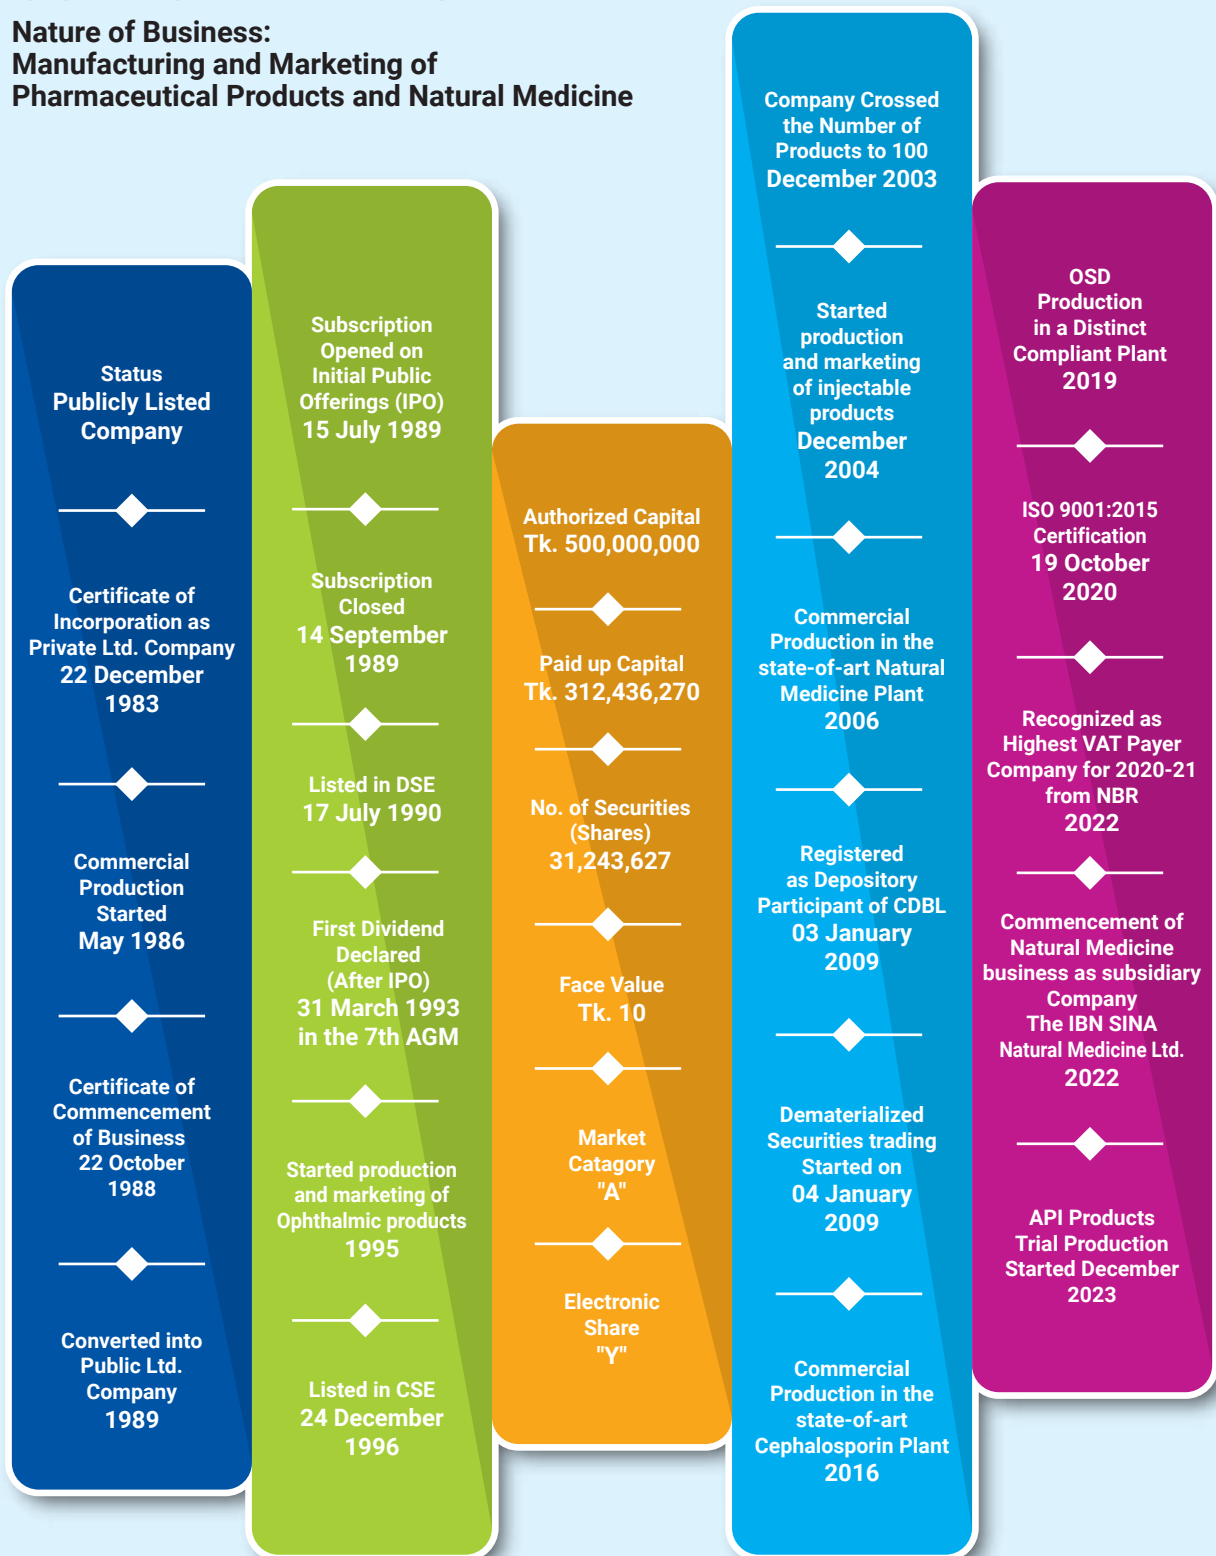 Nature of Business:
Manufacturing and Marketing of
Pharmaceutical Products and Natural Medicine
Status
Publicly Listed
Company
Certificate of
Incorporation as
Private Ltd. Company
22 December
1983
Commercial
Production
Started
May 1986
Certificate of
Commencement
of Business
22 October
1988
Converted into
Public Ltd.
Company
1989
Subscription
Opened on
Initial Public
Offerings (IPO)
15 July 1989
Subscription
Closed
14 September
1989
Listed in DSE
17 July 1990
First Dividend
Declared
(After IPO)
31 March 1993
in the 7th AGM
Started production
and marketing of
Ophthalmic products
1995
Listed in CSE
24 December
1996
Authorized Capital
Tk. 500,000,000
Paid up Capital
Tk. 312,436,270
No. of Securities
(Shares)
31,243,627
Face Value
Tk. 10
Market
Catagory
"A"
Electronic
Share
"Y"
Company Crossed
the Number of
Products to 100
December 2003
Started
production
and marketing
of injectable
products
December
2004
Commercial
Production in the
state-of-art Natural
Medicine Plant
2006
Registered
as Depository
Participant of CDBL
03 January
2009
Dematerialized
Securities trading
Started on
04 January
2009
Commercial
Production in the
state-of-art
Cephalosporin Plant
2016
OSD
Production
in a Distinct
Compliant Plant
2019
ISO 9001:2015
Certification
19 October
2020
Recognized as
Highest VAT Payer
Company for 2020-21
from NBR
2022
Commencement of
Natural Medicine
business as subsidiary
Company
The IBN SINA
Natural Medicine Ltd.
2022
API Products
Trial Production
Started December
2023